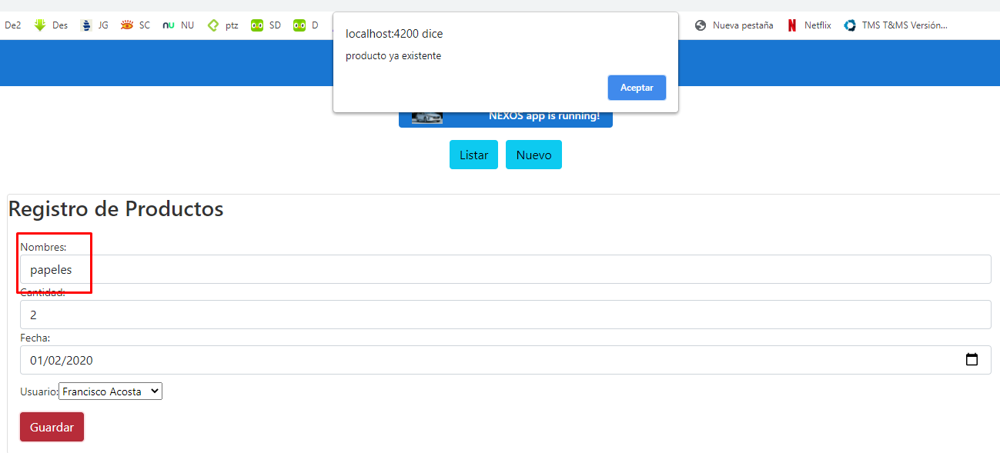 De2 Des JG SC NU ptz SD D Nueva pestaña Netflix TMS T&MS Versión...
localhost:4200 dice
producto ya existente
Aceptar
NEXOS app is running!
Listar Nuevo
Registro de Productos
Nombres:
papeles
Cantidad:
2
Fecha:
01/02/2020
Usuario: Francisco Acosta
Guardar